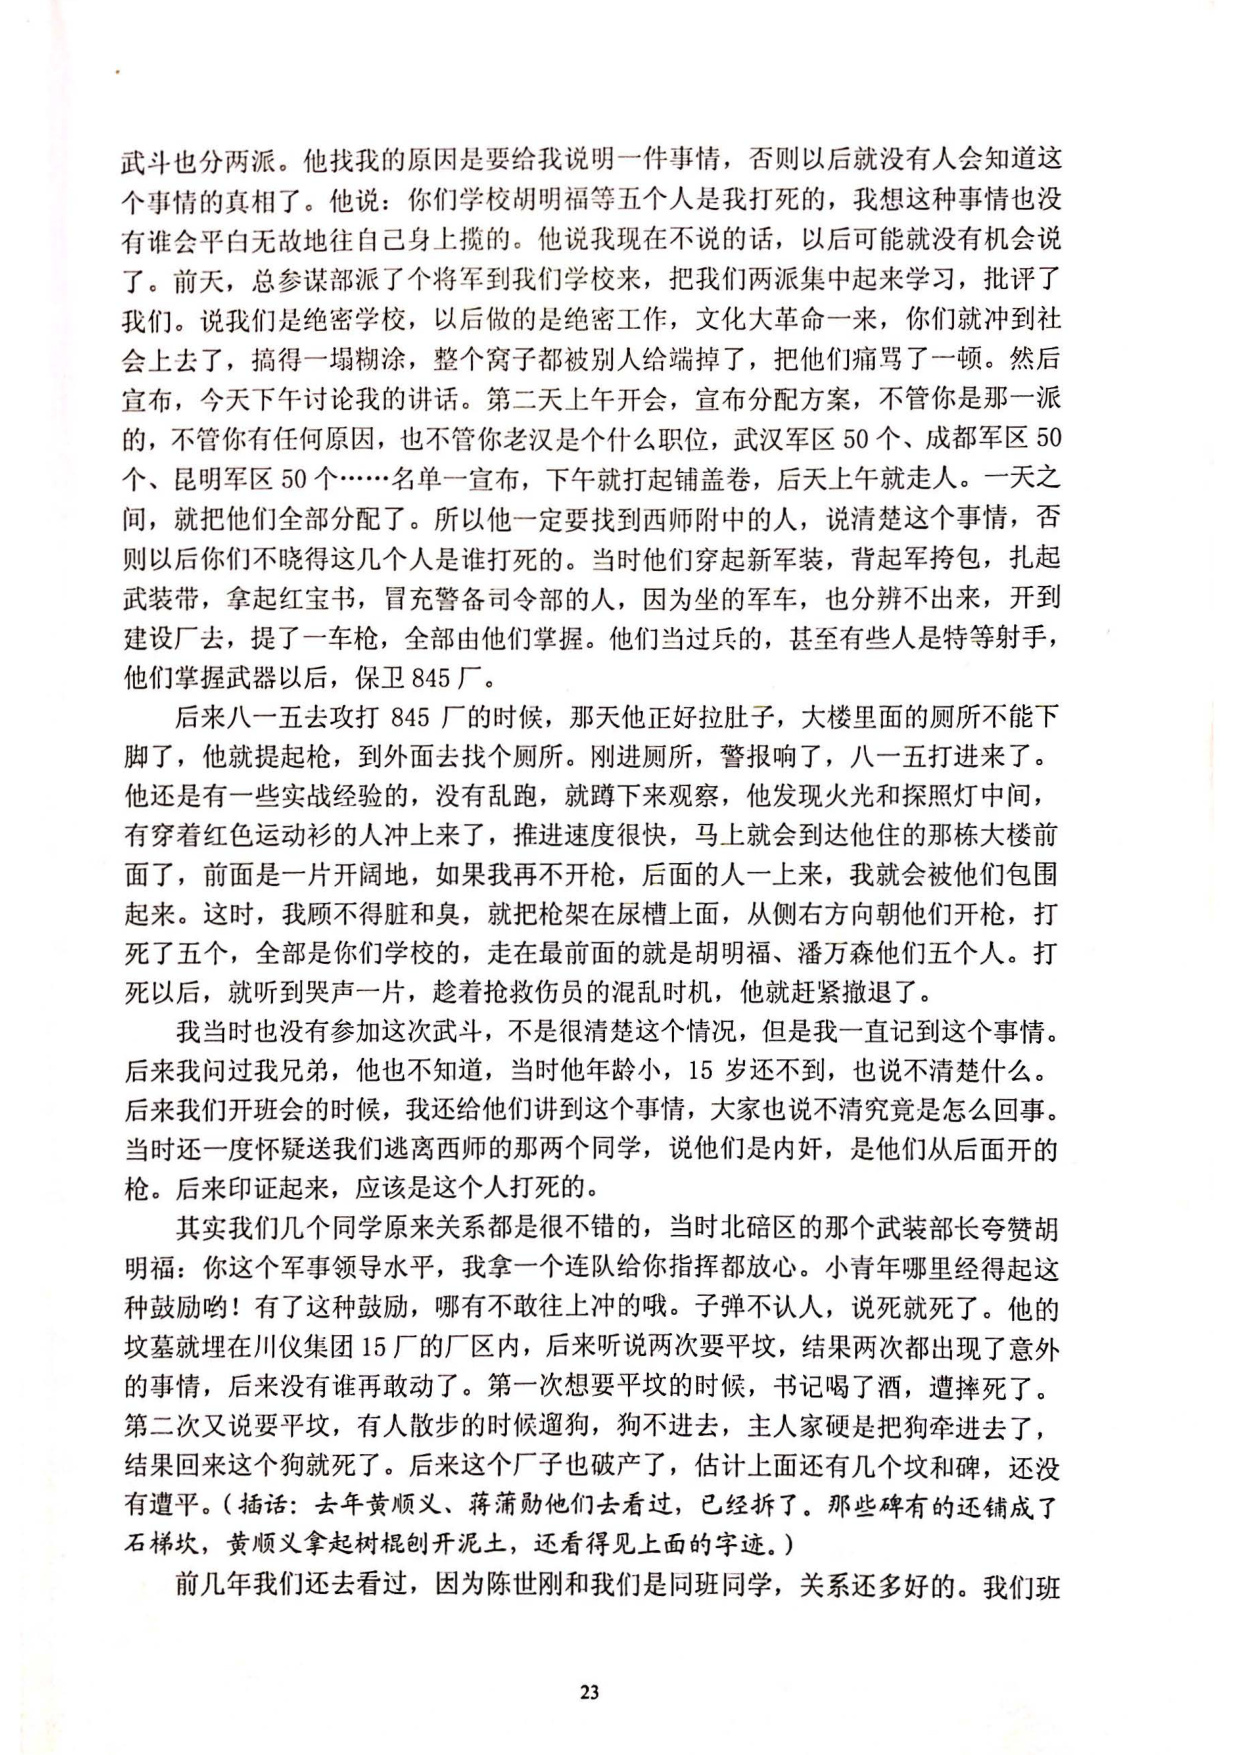 武斗也分两派。他找我的原因是要给我说明一件事情，否则以后就没有人会知道这
个事情的真相了。他说：你们学校胡明福等五个人是我打死的，我想这种事情也没
有谁会平白无故地往自己身上揽的。他说我现在不说的话，以后可能就没有机会说
了。前天，总参谋部派了个将军到我们学校来，把我们两派集中起来学习，批评了
我们。说我们是绝密学校，以后做的是绝密工作，文化大革命一来，你们就冲到社
会上去了，搞得一塌糊涂，整个窝子都被别人给端掉了，把他们痛骂了一顿。然后
宣布，今天下午讨论我的讲话。第二天上午开会，宣布分配方案，不管你是那一派
的，不管你有任何原因，也不管你老汉是个什么职位，武汉军区 50 个、成都军区 50
个、昆明军区 50 个……名单一宣布，下午就打起铺盖卷，后天上午就走人。一天之
间，就把他们全部分配了。所以他一定要找到西师附中的人，说清楚这个事情，否
则以后你们不晓得这几个人是谁打死的。当时他们穿起新军装，背起军挎包，扎起
武装带，拿起红宝书，冒充警备司令部的人，因为坐的军车，也分辨不出来，开到
建设厂去，提了一车枪，全部由他们掌握。他们当过兵的，甚至有些人是特等射手，
他们掌握武器以后，保卫 845 厂。
后来八一五去攻打 845 厂的时候，那天他正好拉肚子，大楼里面的厕所不能下
脚了，他就提起枪，到外面去找个厕所。刚进厕所，警报响了，八一五打进来了。
他还是有一些实战经验的，没有乱跑，就蹲下来观察，他发现火光和探照灯中间，
有穿着红色运动衫的人冲上来了，推进速度很快，马上就会到达他住的那栋大楼前
面了，前面是一片开阔地，如果我再不开枪，后面的人一上来，我就会被他们包围
起来。这时，我顾不得脏和臭，就把枪架在尿槽上面，从侧右方向朝他们开枪，打
死了五个，全部是你们学校的，走在最前面的就是胡明福、潘万森他们五个人。打
死以后，就听到哭声一片，趁着抢救伤员的混乱时机，他就赶紧撤退了。
我当时也没有参加这次武斗，不是很清楚这个情况，但是我一直记到这个事情。
后来我问过我兄弟，他也不知道，当时他年龄小，15 岁还不到，也说不清楚什么。
后来我们开班会的时候，我还给他们讲到这个事情，大家也说不清究竟是怎么回事。
当时还一度怀疑送我们逃离西师的那两个同学，说他们是内奸，是他们从后面开的
枪。后来印证起来，应该是这个人打死的。
其实我们几个同学原来关系都是很不错的，当时北碚区的那个武装部长夸赞胡
明福：你这个军事领导水平，我拿一个连队给你指挥都放心。小青年哪里经得起这
种鼓励哟！有了这种鼓励，哪有不敢往上冲的哦。子弹不认人，说死就死了。他的
坟墓就埋在川仪集团 15 厂的厂区内，后来听说两次要平坟，结果两次都出现了意外
的事情，后来没有谁再敢动了。第一次想要平坟的时候，书记喝了酒，遭摔死了。
第二次又说要平坟，有人散步的时候遛狗，狗不进去，主人家硬是把狗牵进去了，
结果回来这个狗就死了。后来这个厂子也破产了，估计上面还有几个坟和碑，还没
有遭平。（插话：去年黄顺义、蒋蒲勋他们去看过，已经拆了。那些碑有的还铺成了
石梯坎，黄顺义拿起树棍刨开泥土，还看得见上面的字迹。）
前几年我们还去看过，因为陈世刚和我们是同班同学，关系还多好的。我们班
23